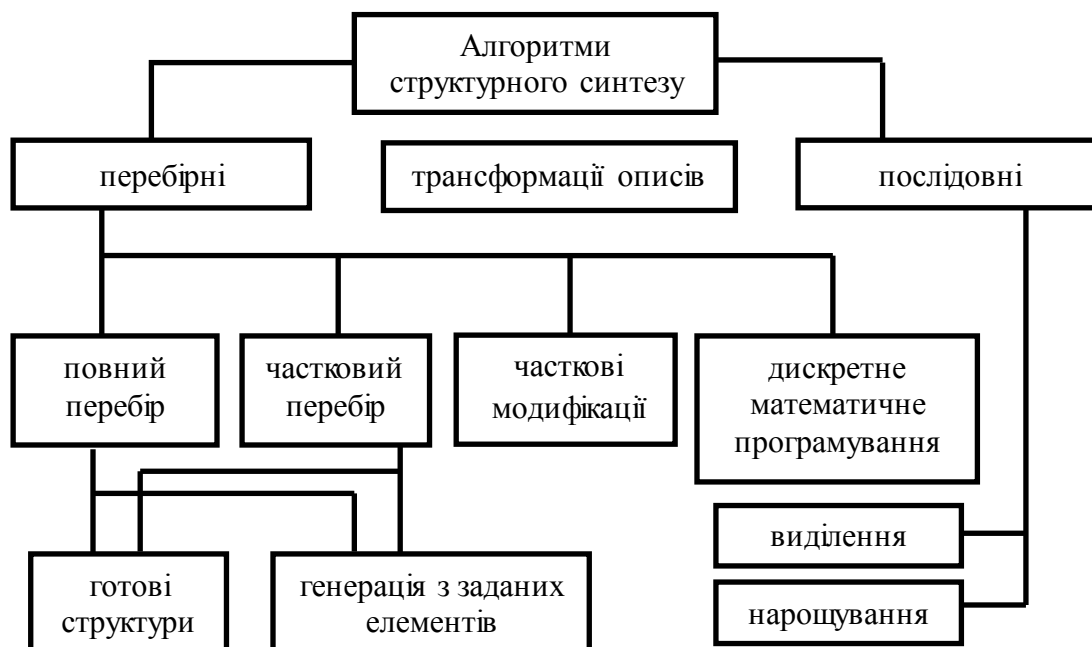 Алгоритми
структурного синтезу
перебірні
трансформації описів
послідовні
повний
перебір
частковий
перебір
часткові
модифікації
дискретне
математичне
програмування
виділення
нарощування
готові
структури
генерація з заданих
елементів